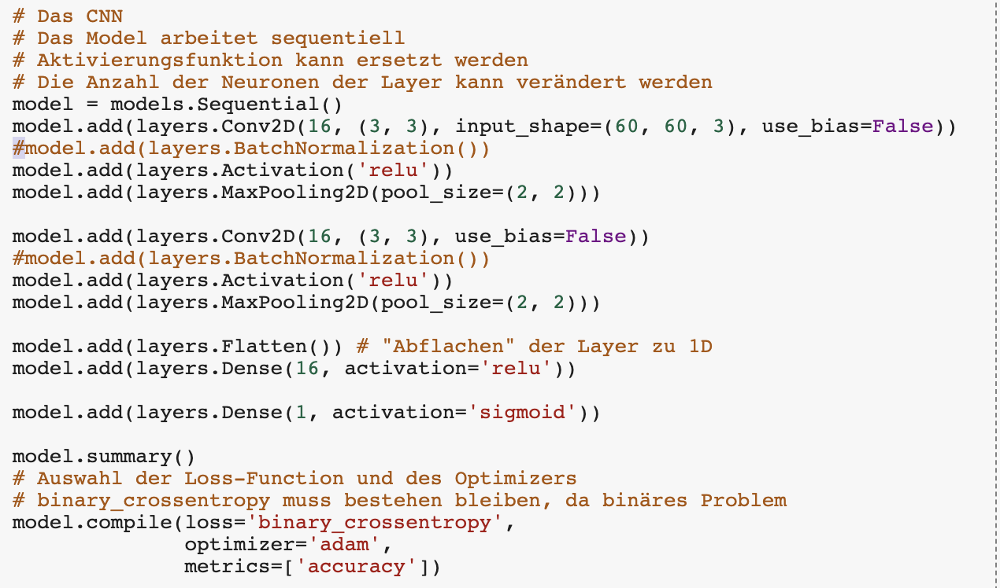 # Das CNN
# Das Model arbeitet sequentiell
# Aktivierungsfunktion kann ersetzt werden
# Die Anzahl der Neuronen der Layer kann verändert werden
model = models.Sequential()
model.add(layers.Conv2D(16, (3, 3), input_shape=(60, 60, 3), use_bias=False))
#model.add(layers.BatchNormalization())
model.add(layers.Activation('relu'))
model.add(layers.MaxPooling2D(pool_size=(2, 2)))

model.add(layers.Conv2D(16, (3, 3), use_bias=False))
#model.add(layers.BatchNormalization())
model.add(layers.Activation('relu'))
model.add(layers.MaxPooling2D(pool_size=(2, 2)))

model.add(layers.Flatten()) # "Abflachen" der Layer zu 1D
model.add(layers.Dense(16, activation='relu'))

model.add(layers.Dense(1, activation='sigmoid'))

model.summary()
# Auswahl der Loss-Function und des Optimizers
# binary_crossentropy muss bestehen bleiben, da binäres Problem
model.compile(loss='binary_crossentropy',
              optimizer='adam',
              metrics=['accuracy'])